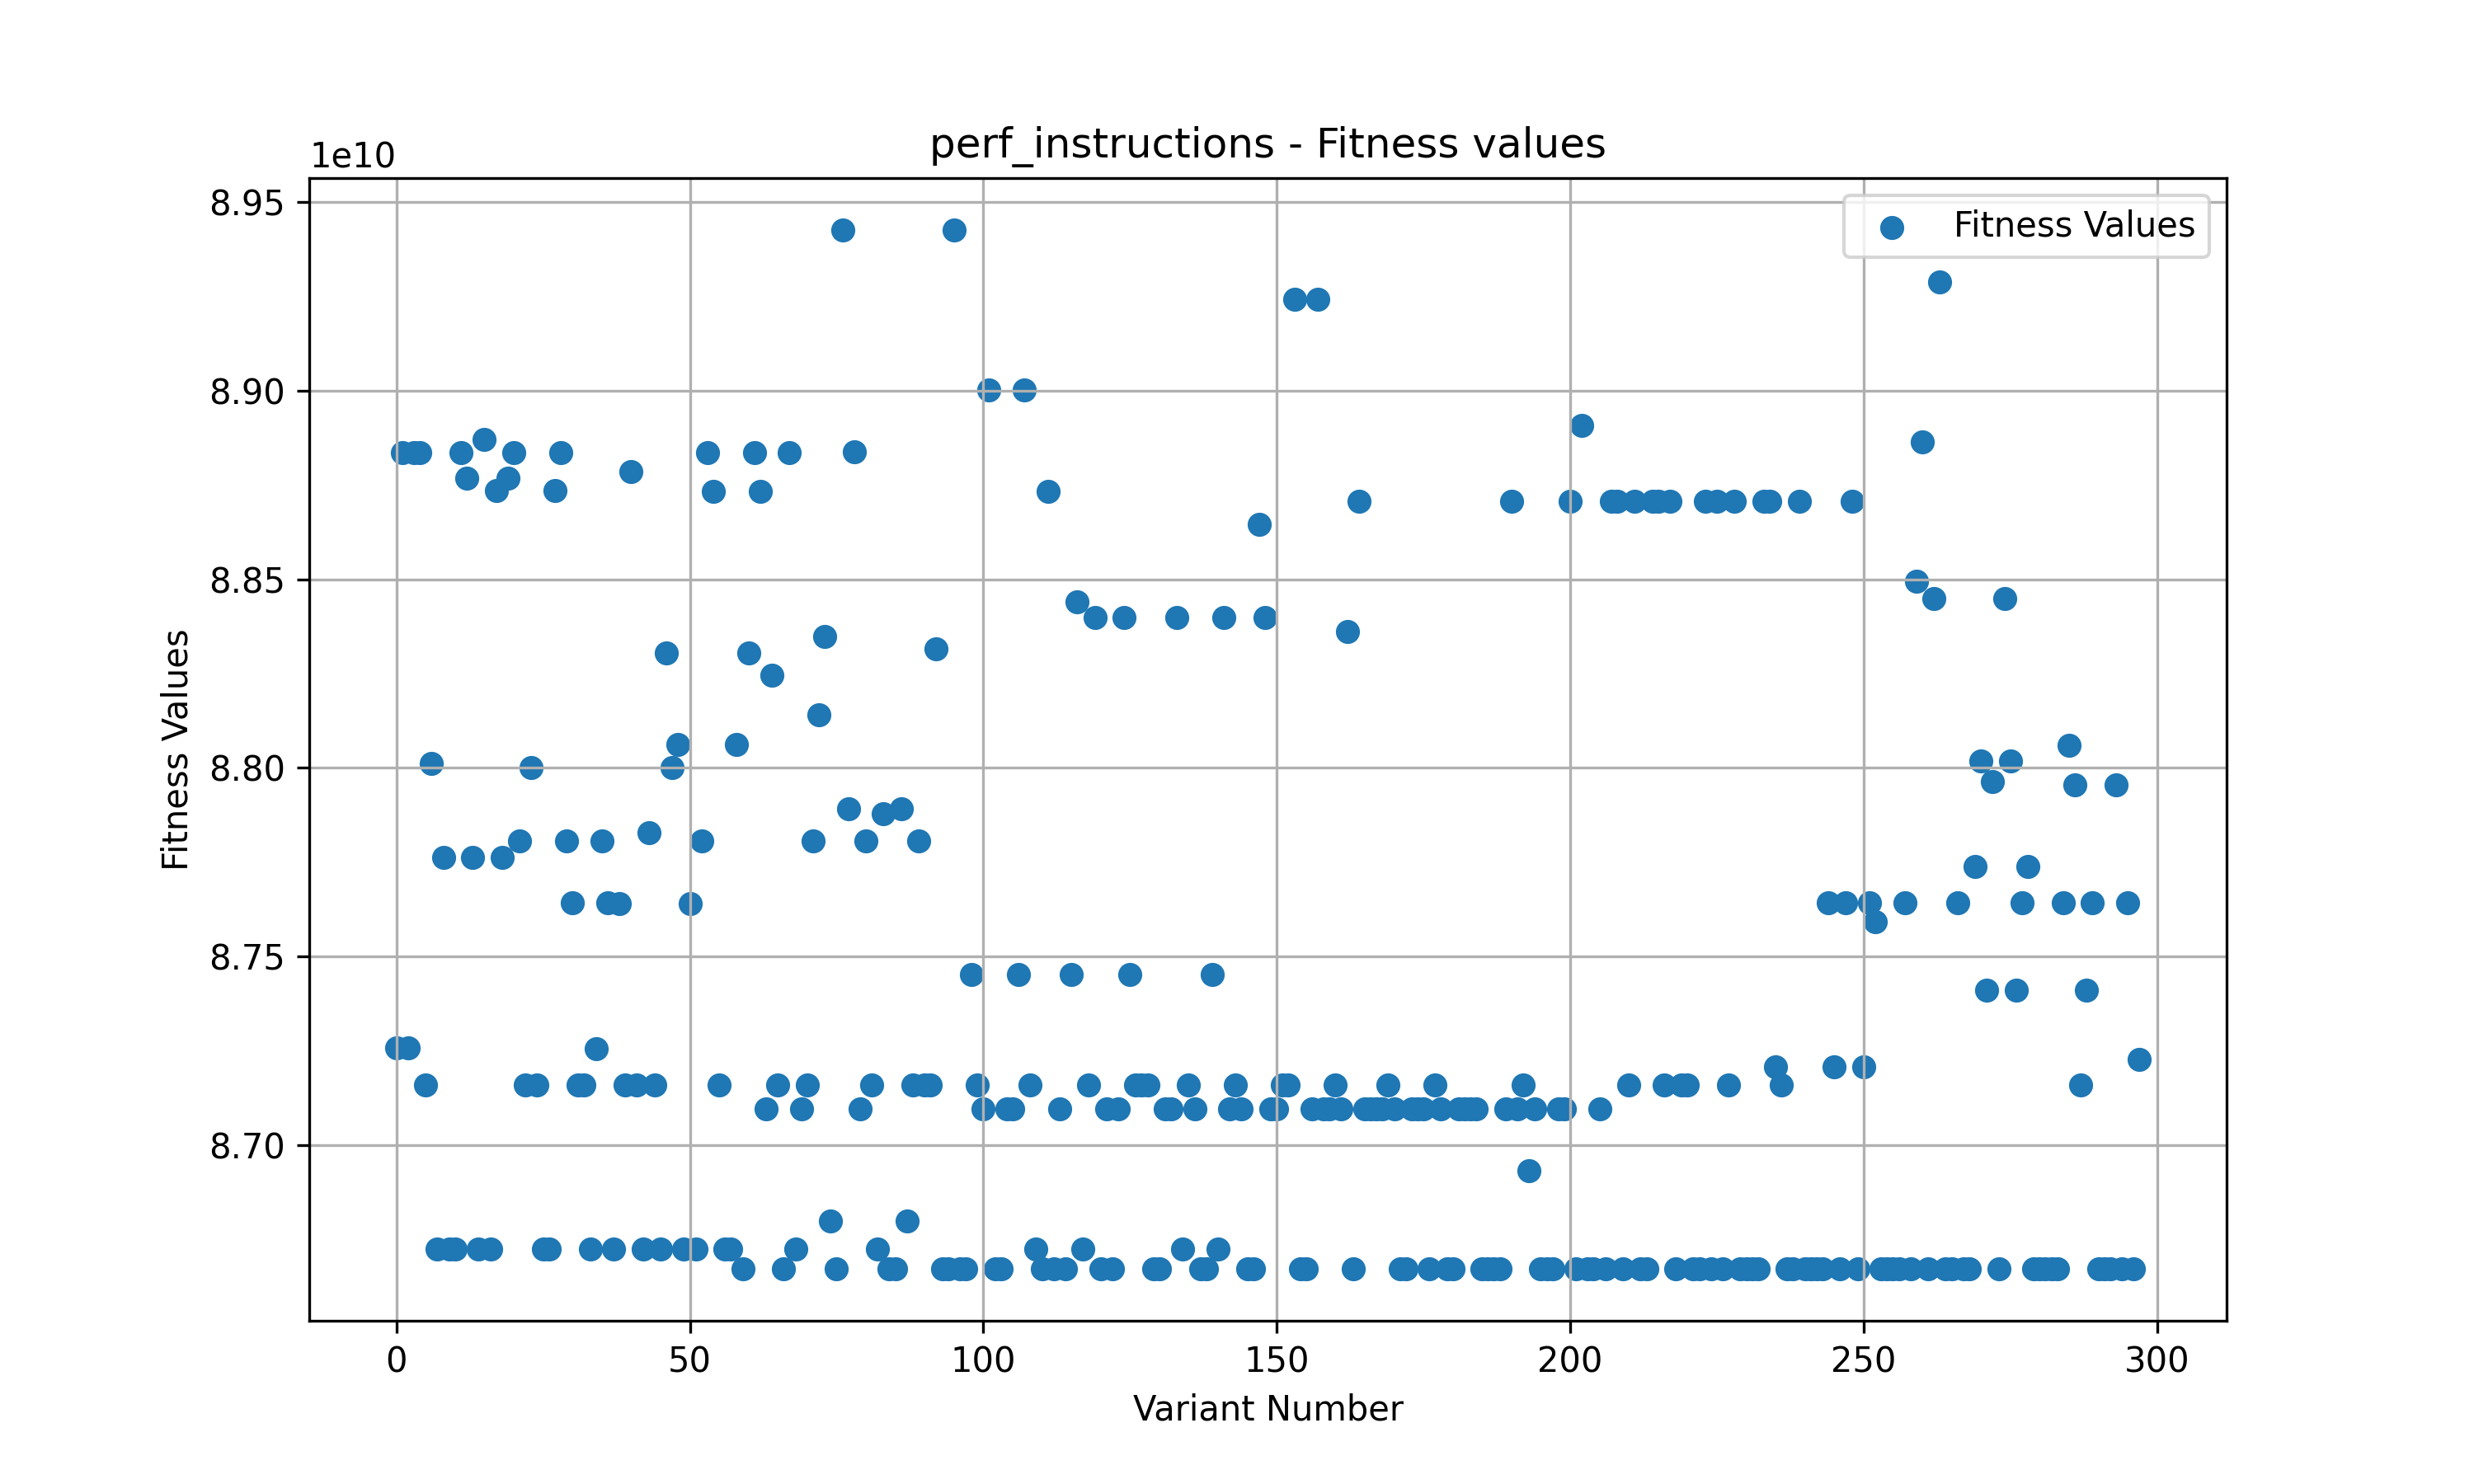 perf_instructions - Fitness values
1e10
Fitness Values
8.95
8.90
8.85
8.80
8.75
8.70
Fitness Values
0 50 100 150 200 250 300
Variant Number